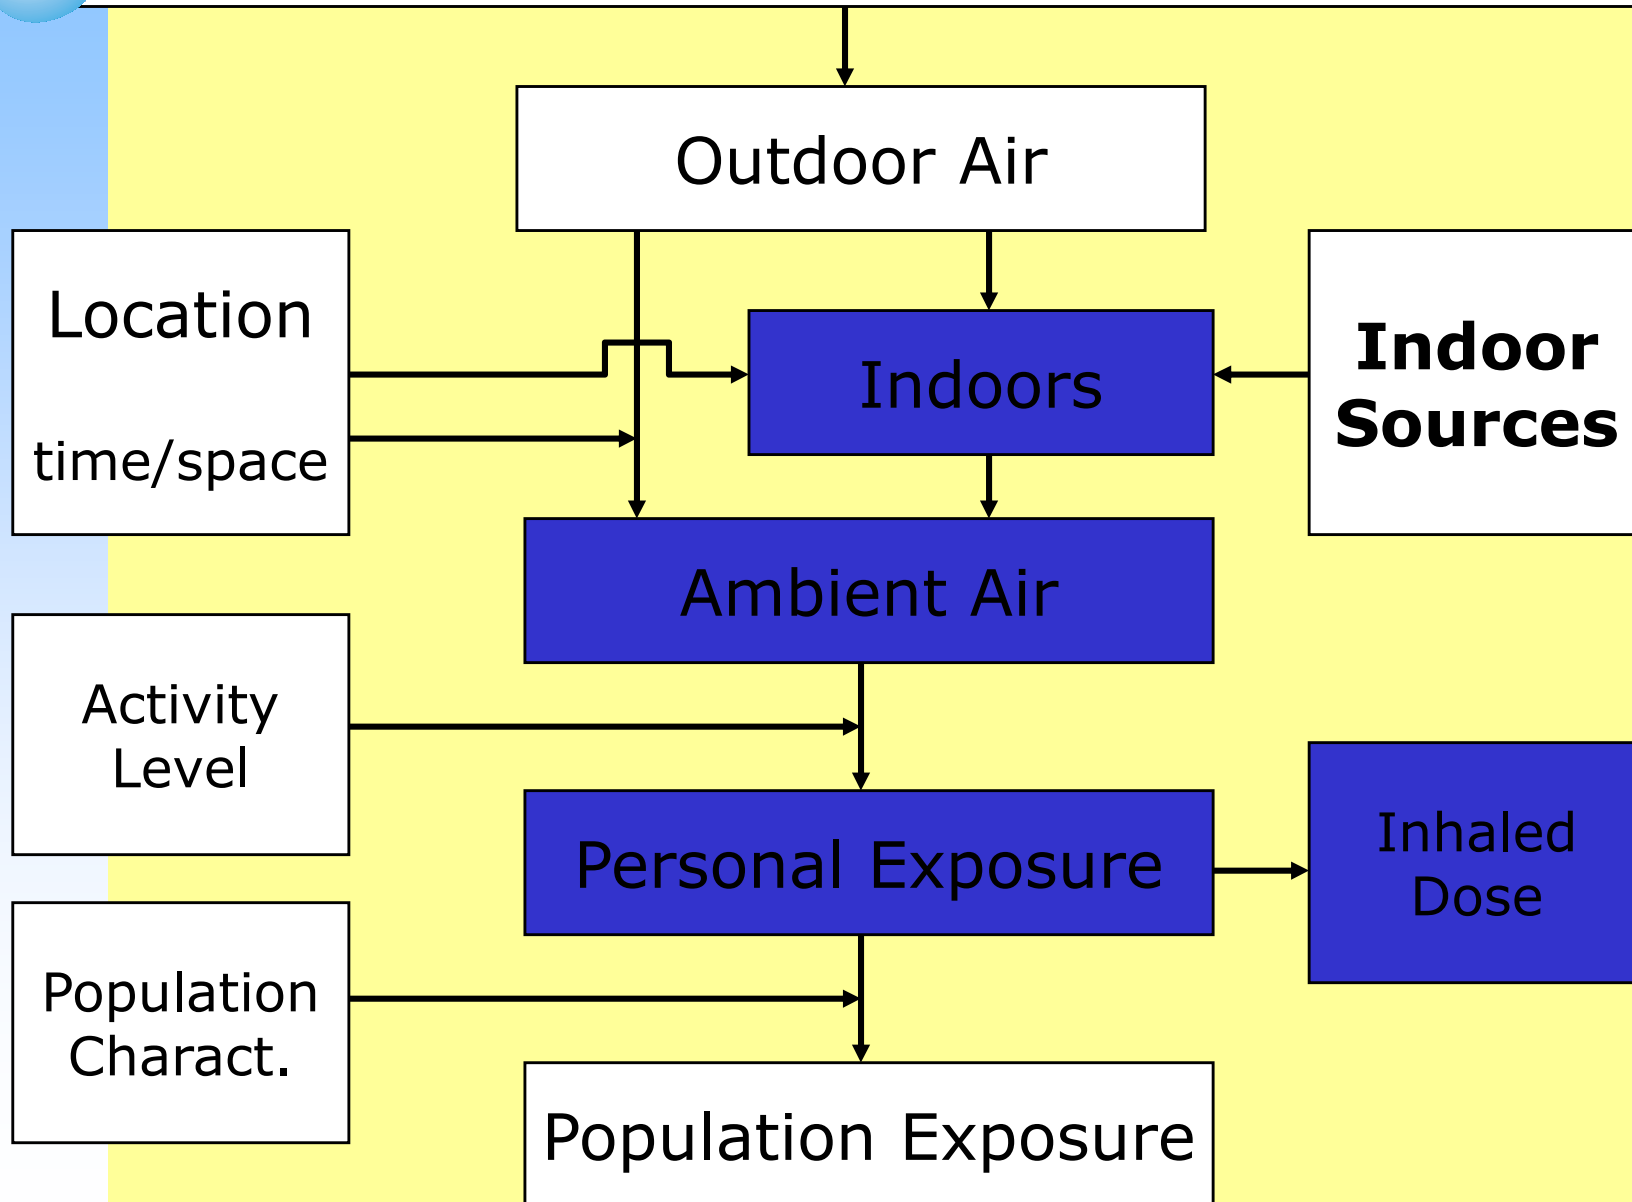 Outdoor Air
Location
time/space
Indoors
Indoor
Sources
Ambient Air
Activity
Level
Personal Exposure
Inhaled
Dose
Population
Charact.
Population Exposure